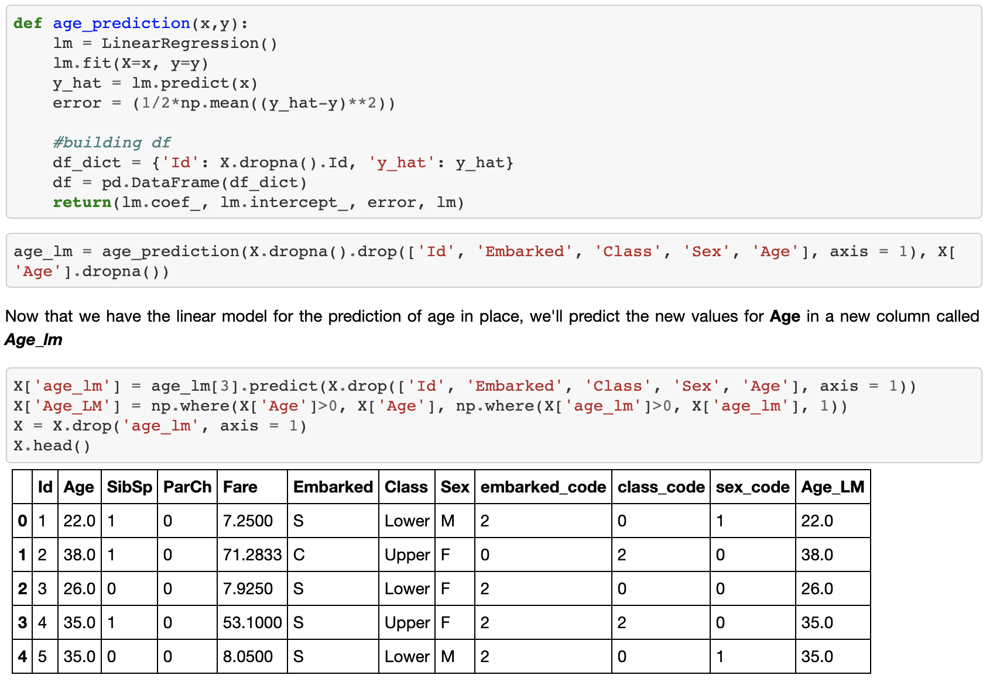 def age_prediction(x,y):
    lm = LinearRegression()
    lm.fit(X=x, y=y)
    y_hat = lm.predict(x)
    error = (1/2*np.mean((y_hat-y)**2))

    #building df
    df_dict = {'Id': X.dropna().Id, 'y_hat': y_hat}
    df = pd.DataFrame(df_dict)
    return(lm.coef_, lm.intercept_, error, lm)
age_lm = age_prediction(X.dropna().drop(['Id', 'Embarked', 'Class', 'Sex', 'Age'], axis = 1), X[
'Age'].dropna())
Now that we have the linear model for the prediction of age in place, we'll predict the new values for Age in a new column called
Age_lm
X['age_lm'] = age_lm[3].predict(X.drop(['Id', 'Embarked', 'Class', 'Sex', 'Age'], axis = 1))
X['Age_LM'] = np.where(X['Age']>0, X['Age'], np.where(X['age_lm']>0, X['age_lm'], 1))
X = X.drop('age_lm', axis = 1)
X.head()
Id Age SibSp ParCh Fare Embarked Class Sex embarked_code class_code sex_code Age_LM
0 1 22.0 1 0 7.2500 S Lower M 2 0 1 22.0
1 2 38.0 1 0 71.2833 C Upper F 0 2 0 38.0
2 3 26.0 0 0 7.9250 S Lower F 2 0 0 26.0
3 4 35.0 1 0 53.1000 S Upper F 2 2 0 35.0
4 5 35.0 0 0 8.0500 S Lower M 2 0 1 35.0